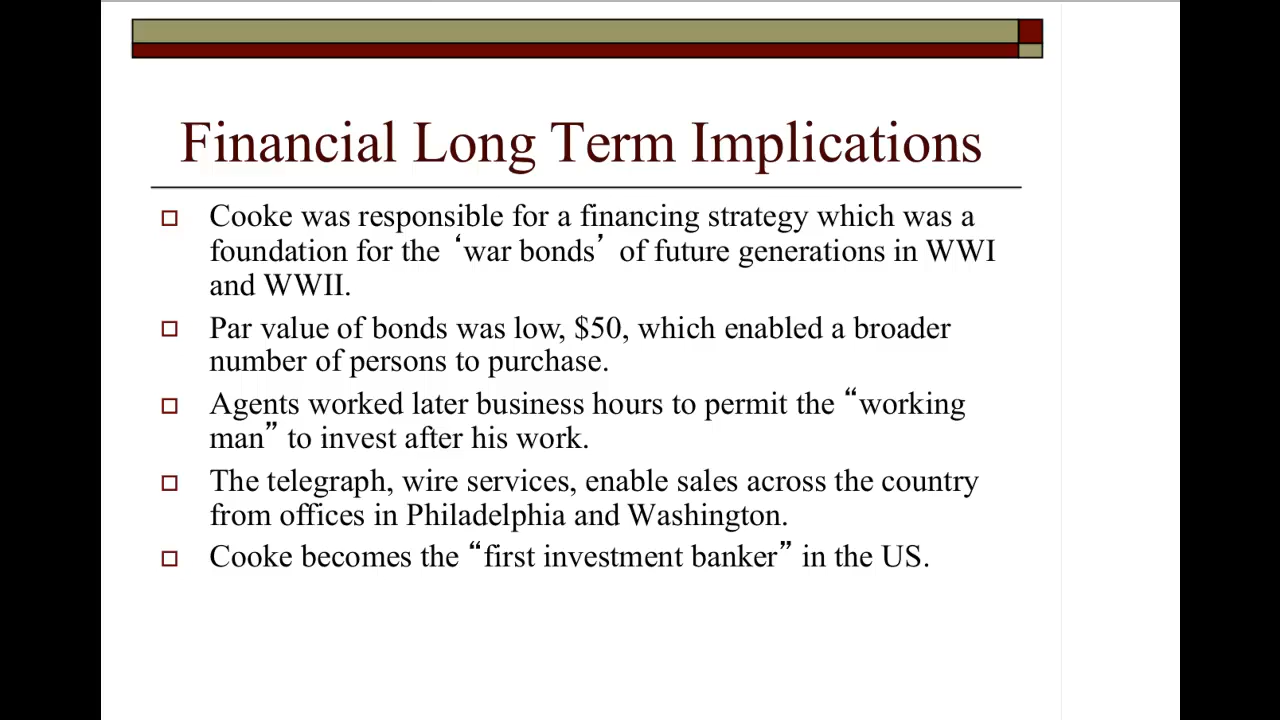 Financial Long Term Implications
Cooke was responsible for a financing strategy which was a
foundation for the ‘war bonds’ of future generations in WWI
and WWII.
Par value of bonds was low, $50, which enabled a broader
number of persons to purchase.
Agents worked later business hours to permit the “working
man” to invest after his work.
The telegraph, wire services, enable sales across the country
from offices in Philadelphia and Washington.
Cooke becomes the “first investment banker” in the US.